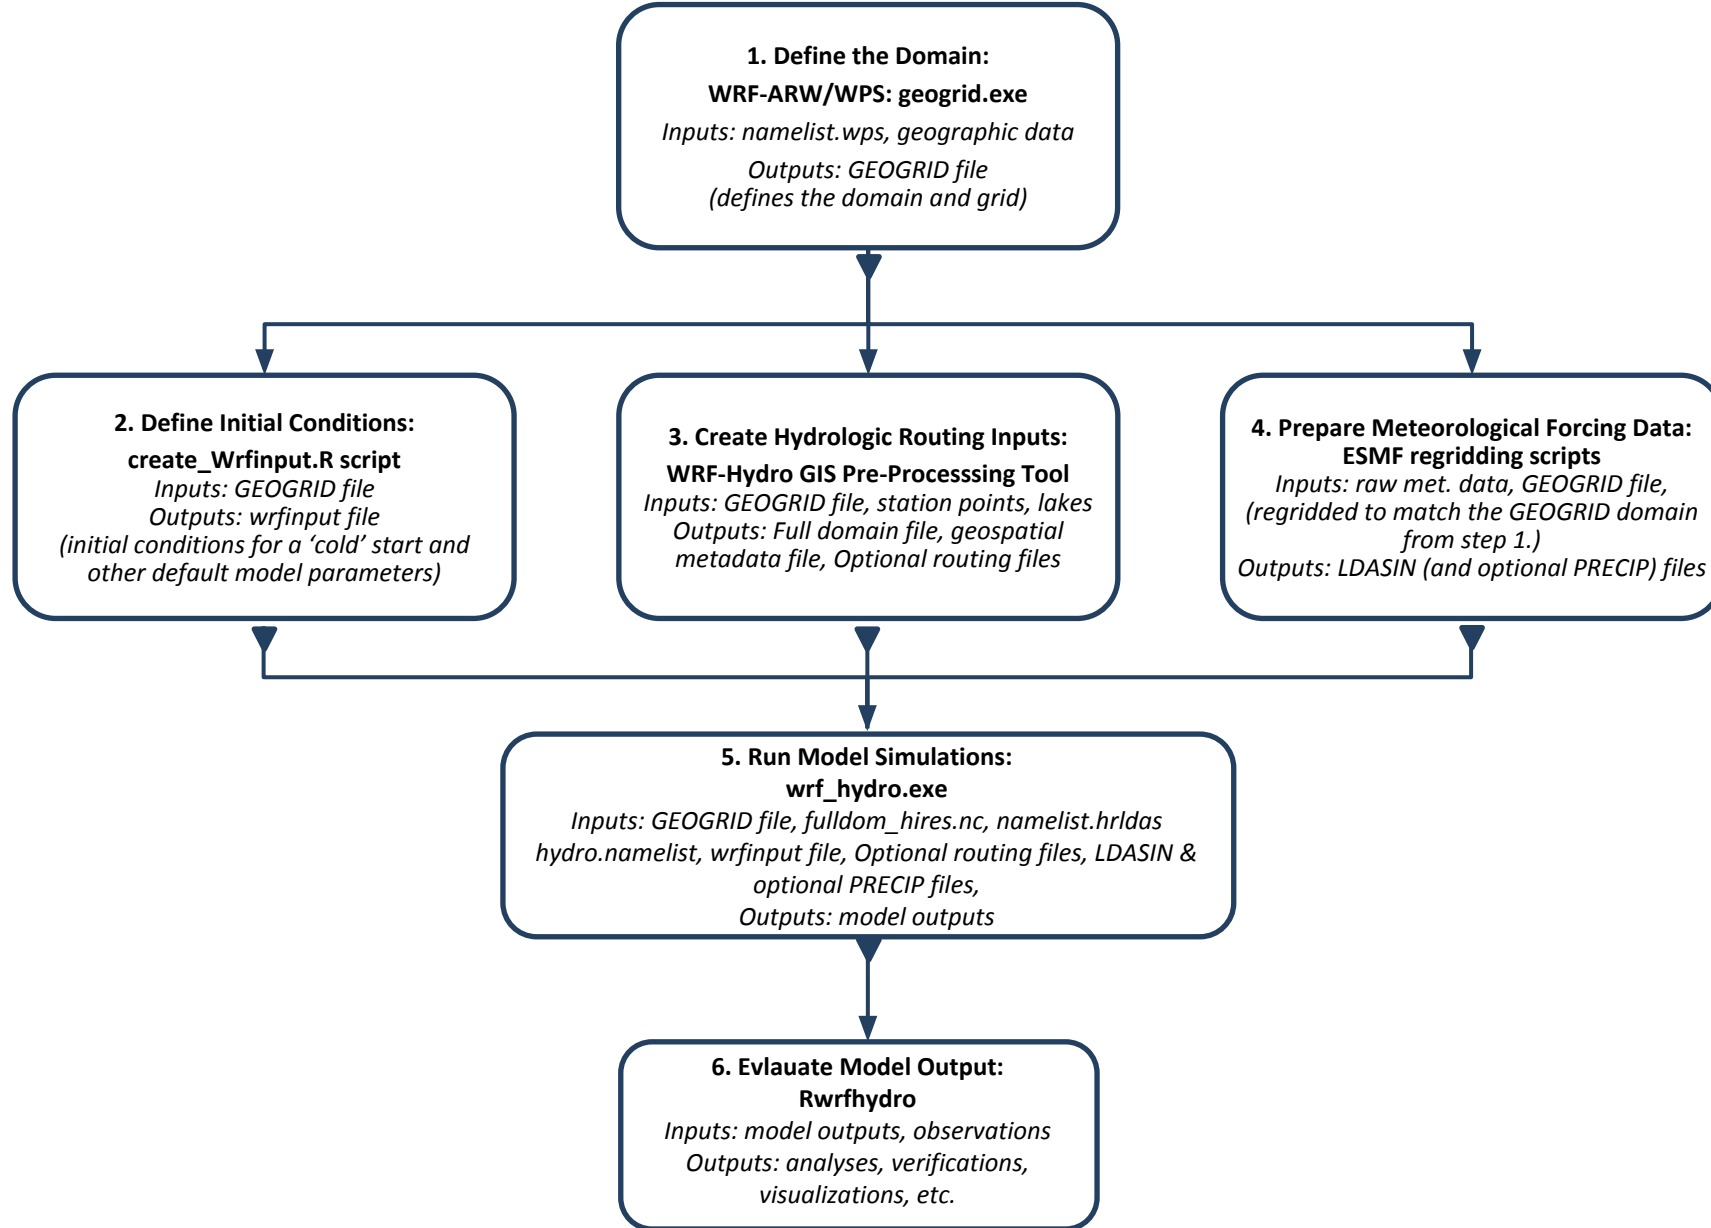 1. Define the Domain:
WRF-ARW/WPS: geogrid.exe
Inputs: namelist.wps, geographic data
Outputs: GEOGRID file
(defines the domain and grid)
2. Define Initial Conditions:
create_Wrfinput.R script
Inputs: GEOGRID file
Outputs: wrfinput file
(initial conditions for a ‘cold’ start and
other default model parameters)
3. Create Hydrologic Routing Inputs:
WRF-Hydro GIS Pre-Processsing Tool
Inputs: GEOGRID file, station points, lakes
Outputs: Full domain file, geospatial
metadata file, Optional routing files
4. Prepare Meteorological Forcing Data:
ESMF regridding scripts
Inputs: raw met. data, GEOGRID file,
(regridded to match the GEOGRID domain
from step 1.)
Outputs: LDASIN (and optional PRECIP) files
5. Run Model Simulations:
wrf_hydro.exe
Inputs: GEOGRID file, fulldom_hires.nc, namelist.hrldas
hydro.namelist, wrfinput file, Optional routing files, LDASIN &
optional PRECIP files,
Outputs: model outputs
6. Evlauate Model Output:
Rwrfhydro
Inputs: model outputs, observations
Outputs: analyses, verifications,
visualizations, etc.